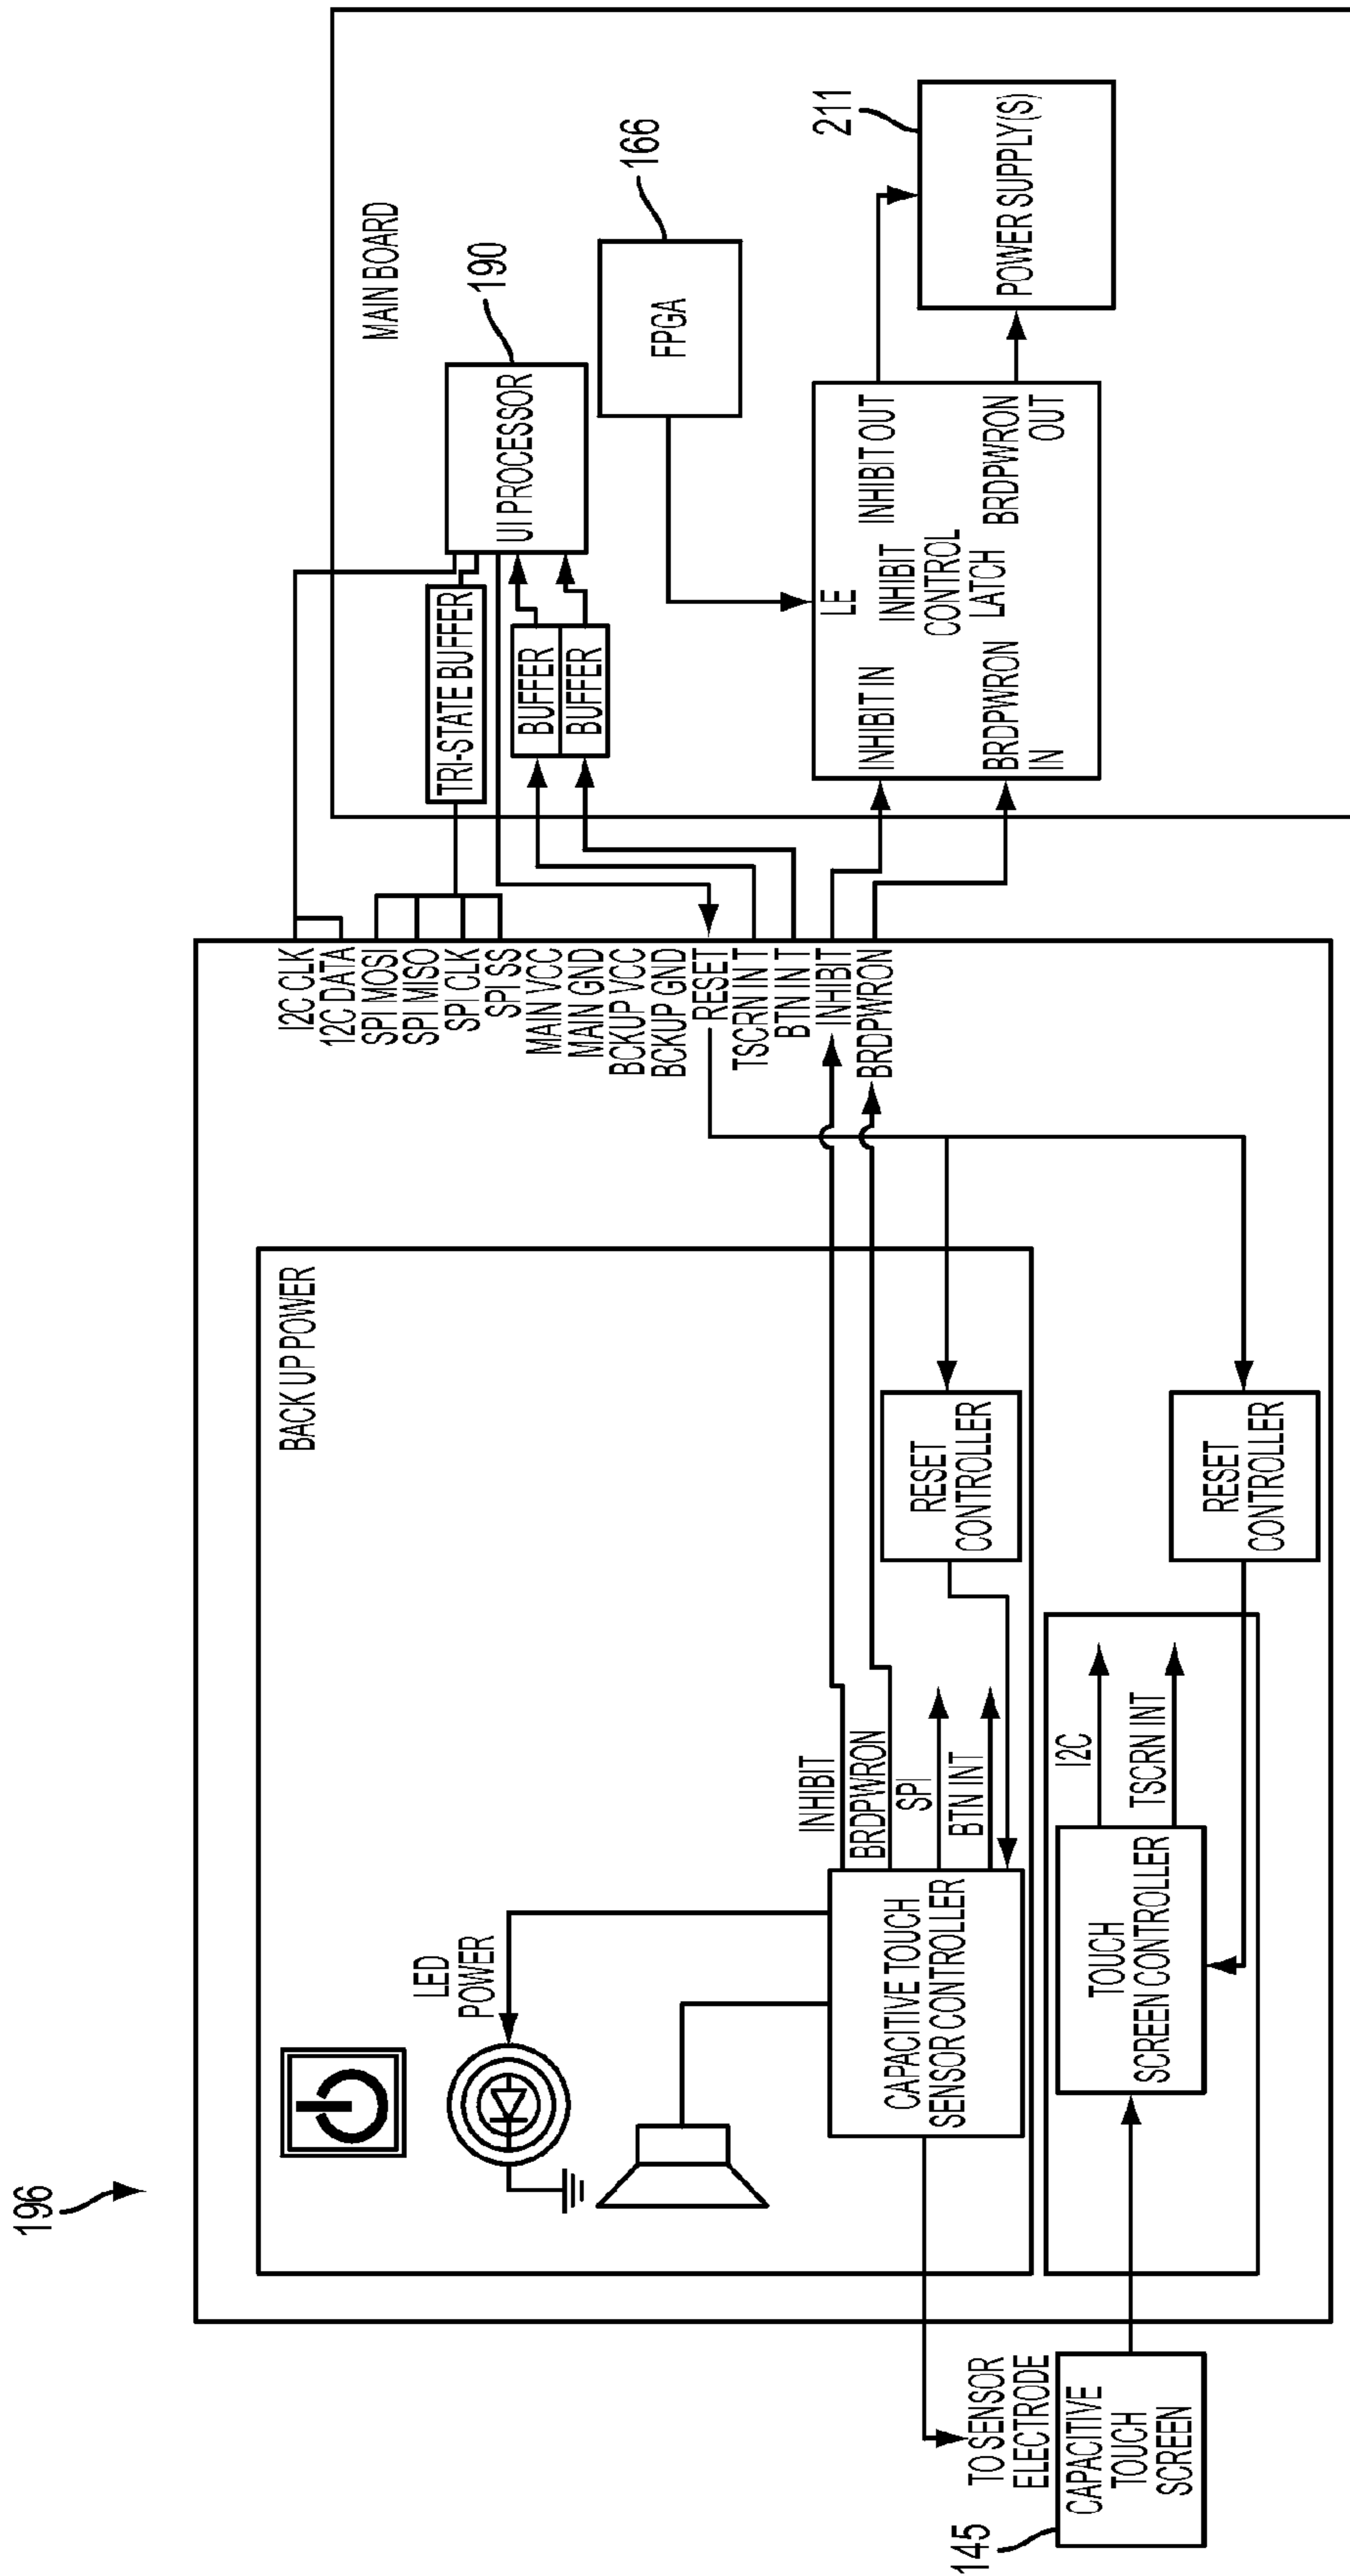 196
BACK UP POWER
LED
POWER
INHIBIT
BRDPWRON
SPI
BTN INT
CAPACITIVE TOUCH
SENSOR CONTROLLER
RESET
CONTROLLER
I2C
TSCRN INT
TOUCH
SCREEN CONTROLLER
RESET
CONTROLLER
TO SENSOR
ELECTRODE
CAPACITIVE
TOUCH
SCREEN
145
I2C CLK
12C DATA
SPI MOSI
SPI MISO
SPI CLK
SPI SS
MAIN VCC
MAIN GND
BCKUP VCC
BCKUP GND
RESET
TSCRN INT
BTN INT
INHIBIT
BRDPWRON
MAIN BOARD
TRI-STATE BUFFER
BUFFER
BUFFER
UI PROCESSOR
190
FPGA
166
LE
INHIBIT IN
INHIBIT
CONTROL
LATCH
INHIBIT OUT
BRDPWRON
IN
BRDPWRON
OUT
POWER SUPPLY(S)
211